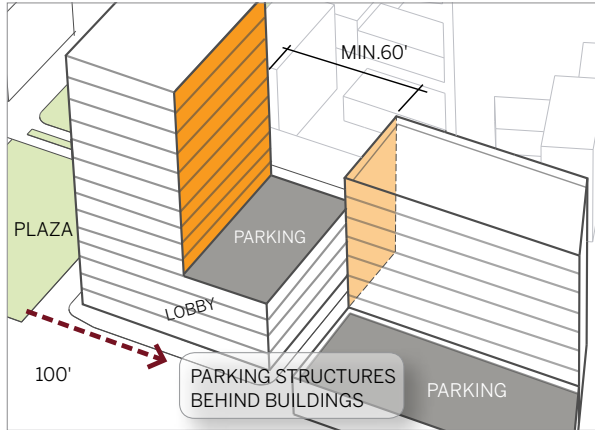 MIN.60'
PLAZA
PARKING
LOBBY
100'
PARKING STRUCTURES
BEHIND BUILDINGS
PARKING